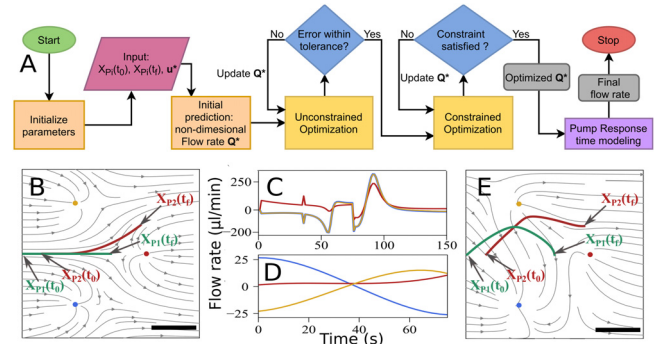 Start
A
Initialize
parameters
Input:
X_Pi(t_0), X_Pi(t_f), u*
Initial
prediction:
non-dimesional
Flow rate Q*
No
Error within
tolerance?
Yes
Update Q*
Unconstrained
Optimization
No
Constraint
satisfied ?
Yes
Update Q*
Constrained
Optimization
Optimized Q*
Stop
Final
flow rate
Pump Response
time modeling
B
X_P2(t_f)
X_P1(t_f)
X_P2(t_0)
X_P1(t_0)
Flow rate (µl/min)
C
200
0
-200
0
50
100
150
D
25
0
−25
0
40
80
Time (s)
E
X_P2(t_f)
X_P1(t_f)
X_P2(t_0)
X_P1(t_0)